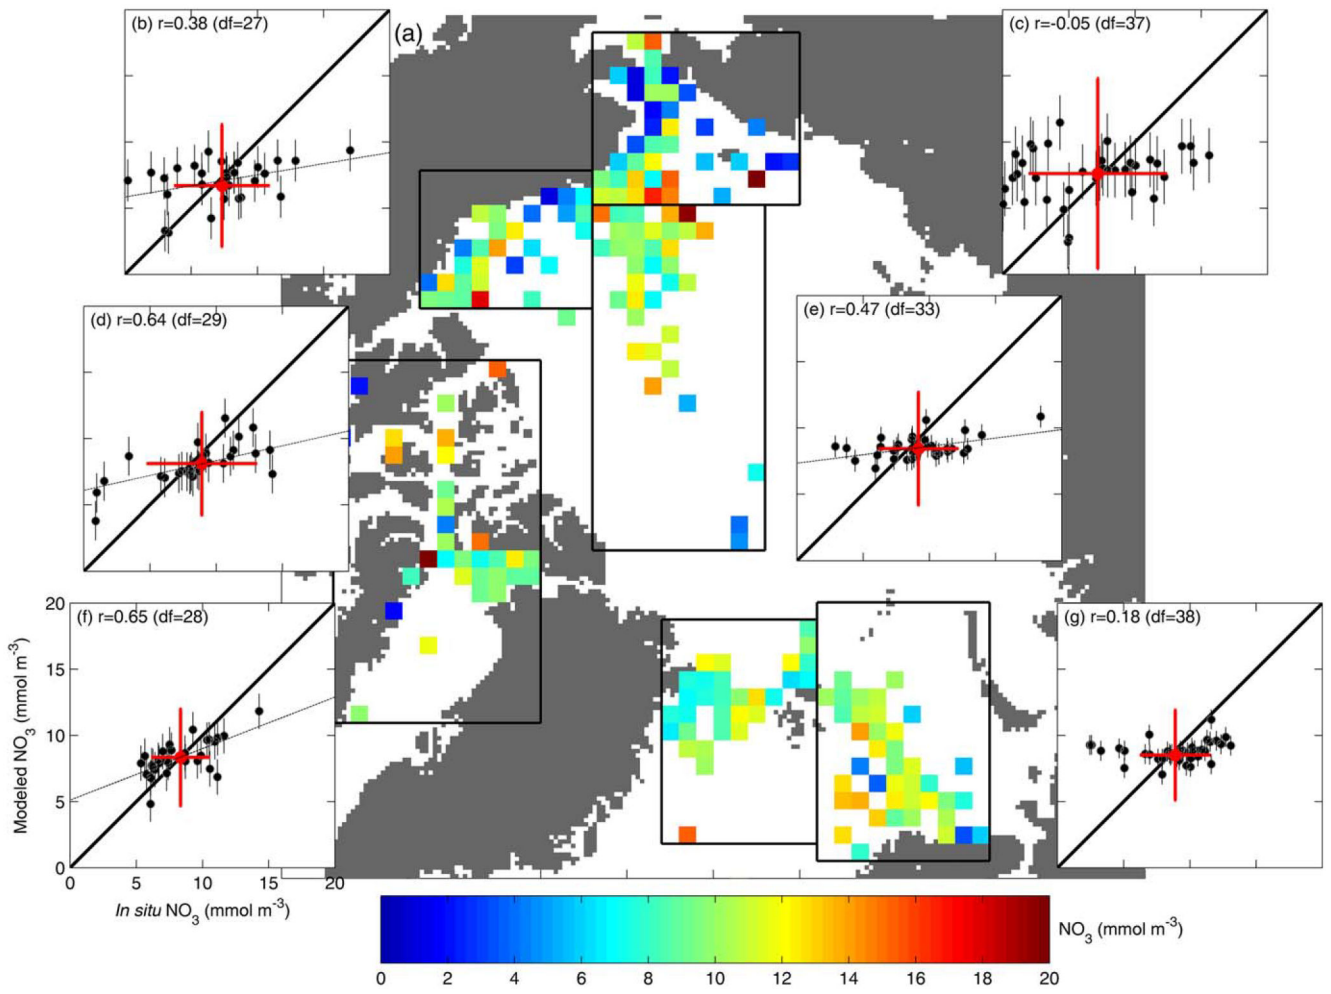 (b) r=0.38 (df=27)
(a)
(c) r=-0.05 (df=37)
(d) r=0.64 (df=29)
(e) r=0.47 (df=33)
(f) r=0.65 (df=28)
(g) r=0.18 (df=38)
20
15
10
5
0
Modeled NO3 (mmol m-3)
0 5 10 15 20
In situ NO3 (mmol m-3)
NO3 (mmol m-3)
0 2 4 6 8 10 12 14 16 18 20